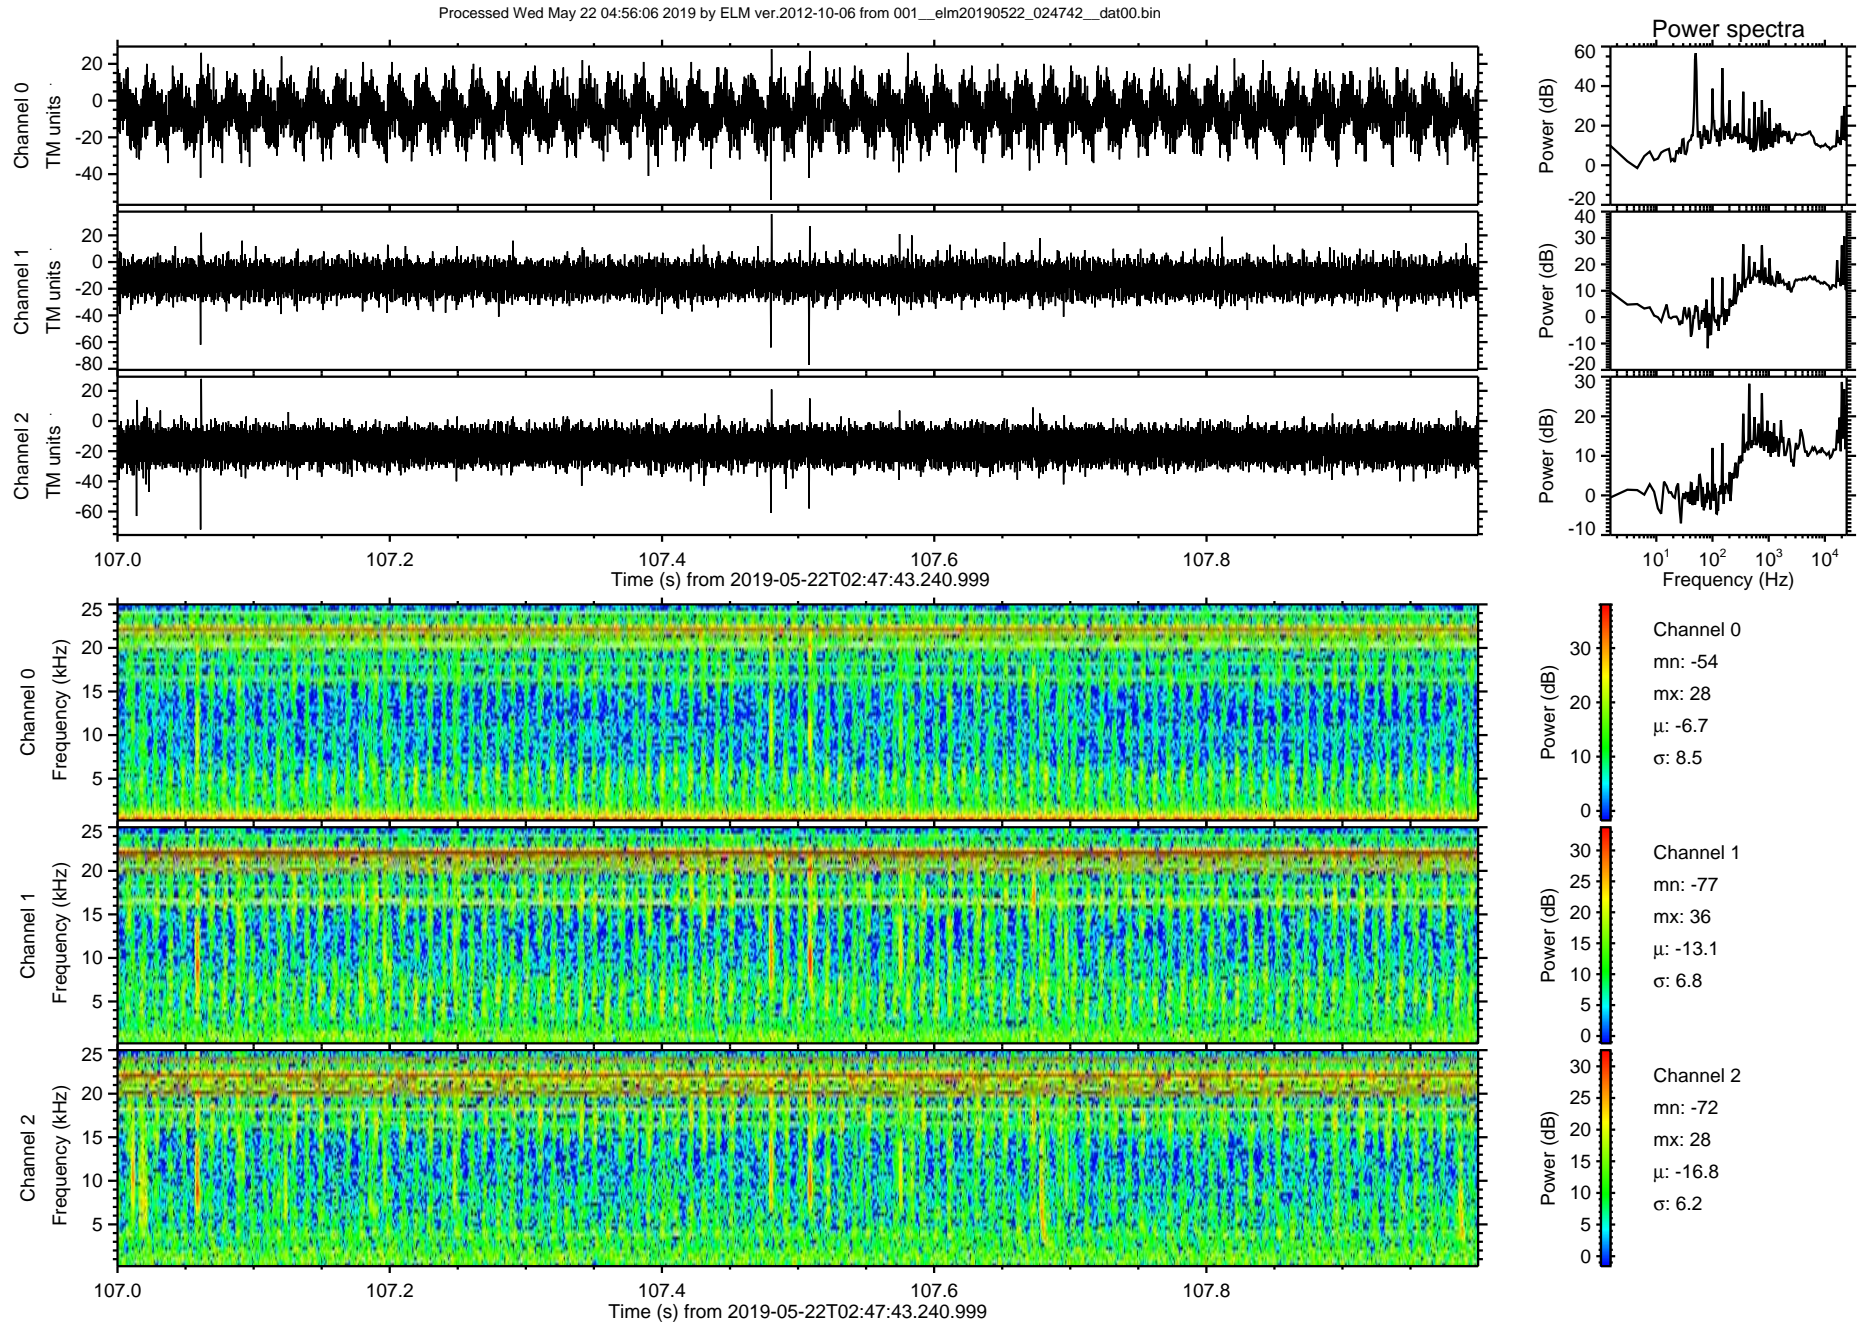 Processed Wed May 22 04:56:06 2019 by ELM ver.2012-10-06 from 001__elm20190522_024742__dat00.bin
Power spectra
Channel 0
TM units
20
0
-20
-40
Power (dB)
60
40
20
0
-20
Channel 1
TM units
20
0
-20
-40
-60
-80
Power (dB)
40
30
20
10
0
-10
-20
Channel 2
TM units
20
0
-20
-40
-60
Power (dB)
30
20
10
0
-10
107.0 107.2 107.4 107.6 107.8
Time (s) from 2019-05-22T02:47:43.240.999
10¹ 10² 10³ 10⁴
Frequency (Hz)
Channel 0
Frequency (kHz)
25
20
15
10
5
Power (dB)
30
20
10
0
Channel 0
mn: -54
mx: 28
µ: -6.7
σ: 8.5
Channel 1
Frequency (kHz)
25
20
15
10
5
Power (dB)
30
25
20
15
10
5
0
Channel 1
mn: -77
mx: 36
µ: -13.1
σ: 6.8
Channel 2
Frequency (kHz)
25
20
15
10
5
Power (dB)
30
25
20
15
10
5
0
Channel 2
mn: -72
mx: 28
µ: -16.8
σ: 6.2
107.0 107.2 107.4 107.6 107.8
Time (s) from 2019-05-22T02:47:43.240.999